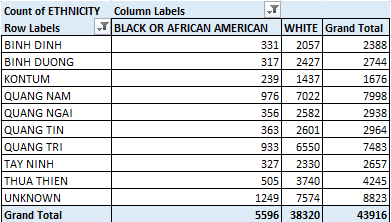 Count of ETHNICITY Column Labels
Row Labels BLACK OR AFRICAN AMERICAN WHITE Grand Total
BINH DINH 331 2057 2388
BINH DUONG 317 2427 2744
KONTUM 239 1437 1676
QUANG NAM 976 7022 7998
QUANG NGAI 356 2582 2938
QUANG TIN 363 2601 2964
QUANG TRI 933 6550 7483
TAY NINH 327 2330 2657
THUA THIEN 505 3740 4245
UNKNOWN 1249 7574 8823
Grand Total 5596 38320 43916